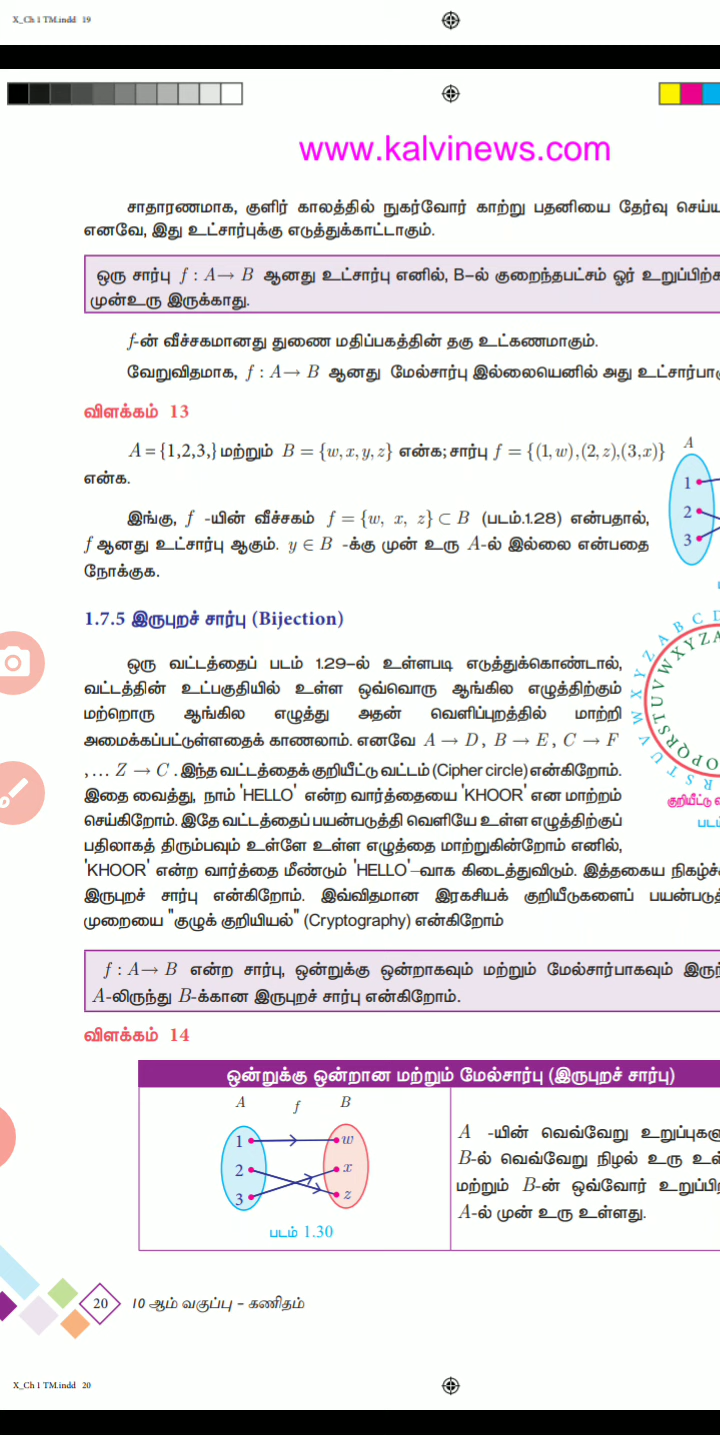 X_Ch 1 TM.indd 19
www.kalvinews.com
சாதாரணமாக, குளிர் காலத்தில் நுகர்வோர் காற்று பதனியை தேர்வு செய்ய
எனவே, இது உட்சார்புக்கு எடுத்துக்காட்டாகும்.
ஒரு சார்பு f : A→ B ஆனது உட்சார்பு எனில், B–ல் குறைந்தபட்சம் ஓர் உறுப்பிற்க
முன்உரு இருக்காது.
f-ன் வீச்சகமானது துணை மதிப்பகத்தின் தகு உட்கணமாகும்.
வேறுவிதமாக, f : A→ B ஆனது மேல்சார்பு இல்லையெனில் அது உட்சார்பாகு
விளக்கம் 13
A = {1,2,3,} மற்றும் B = {w, x, y, z} என்க; சார்பு f = {(1, w),(2, z),(3, x)}
என்க.
A
1
2
3
இங்கு, f -யின் வீச்சகம் f = {w, x, z} ⊂ B (படம்.1.28) என்பதால்,
f ஆனது உட்சார்பு ஆகும். y ∈ B -க்கு முன் உரு A-ல் இல்லை என்பதை
நோக்குக.
1.7.5 இருபுறச் சார்பு (Bijection)
ஒரு வட்டத்தைப் படம் 1.29–ல் உள்ளபடி எடுத்துக்கொண்டால்,
வட்டத்தின் உட்பகுதியில் உள்ள ஒவ்வொரு ஆங்கில எழுத்திற்கும்
மற்றொரு ஆங்கில எழுத்து அதன் வெளிப்புறத்தில் மாற்றி
அமைக்கப்பட்டுள்ளதைக் காணலாம். எனவே A → D , B → E , C → F
, … Z → C . இந்த வட்டத்தைக் குறியீட்டு வட்டம் (Cipher circle) என்கிறோம்.
இதை வைத்து, நாம் 'HELLO' என்ற வார்த்தையை 'KHOOR' என மாற்றம்
செய்கிறோம். இதே வட்டத்தைப் பயன்படுத்தி வெளியே உள்ள எழுத்திற்குப்
பதிலாகத் திரும்பவும் உள்ளே உள்ள எழுத்தை மாற்றுகின்றோம் எனில்,
'KHOOR' என்ற வார்த்தை மீண்டும் 'HELLO'–வாக கிடைத்துவிடும். இத்தகைய நிகழ்ச்
இருபுறச் சார்பு என்கிறோம். இவ்விதமான இரகசியக் குறியீடுகளைப் பயன்படுத்
முறையை "குழுக் குறியியல்" (Cryptography) என்கிறோம்
R S T U V W X Y Z A B C D
O P Q R S T U V W X Y Z A
குறியீட்டு வ
படம்
f : A→ B என்ற சார்பு, ஒன்றுக்கு ஒன்றாகவும் மற்றும் மேல்சார்பாகவும் இருந்
A-லிருந்து B-க்கான இருபுறச் சார்பு என்கிறோம்.
விளக்கம் 14
ஒன்றுக்கு ஒன்றான மற்றும் மேல்சார்பு (இருபுறச் சார்பு)
A f B
1 w
2 x
3 z
படம் 1.30
A -யின் வெவ்வேறு உறுப்புகளு
B-ல் வெவ்வேறு நிழல் உரு உள்
மற்றும் B-ன் ஒவ்வோர் உறுப்பிற
A-ல் முன் உரு உள்ளது.
20 10 ஆம் வகுப்பு – கணிதம்
X_Ch 1 TM.indd 20